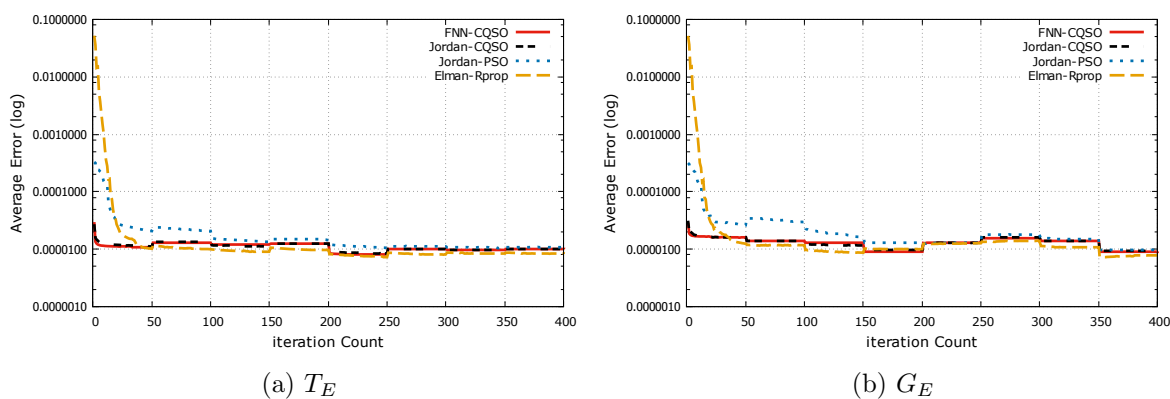 0.1000000
0.0100000
0.0010000
0.0001000
0.0000100
0.0000010
Average Error (log)
FNN-CQSO
Jordan-CQSO
Jordan-PSO
Elman-Rprop
0 50 100 150 200 250 300 350 400
iteration Count
(a) T_E
0.1000000
0.0100000
0.0010000
0.0001000
0.0000100
0.0000010
Average Error (log)
FNN-CQSO
Jordan-CQSO
Jordan-PSO
Elman-Rprop
0 50 100 150 200 250 300 350 400
iteration Count
(b) G_E